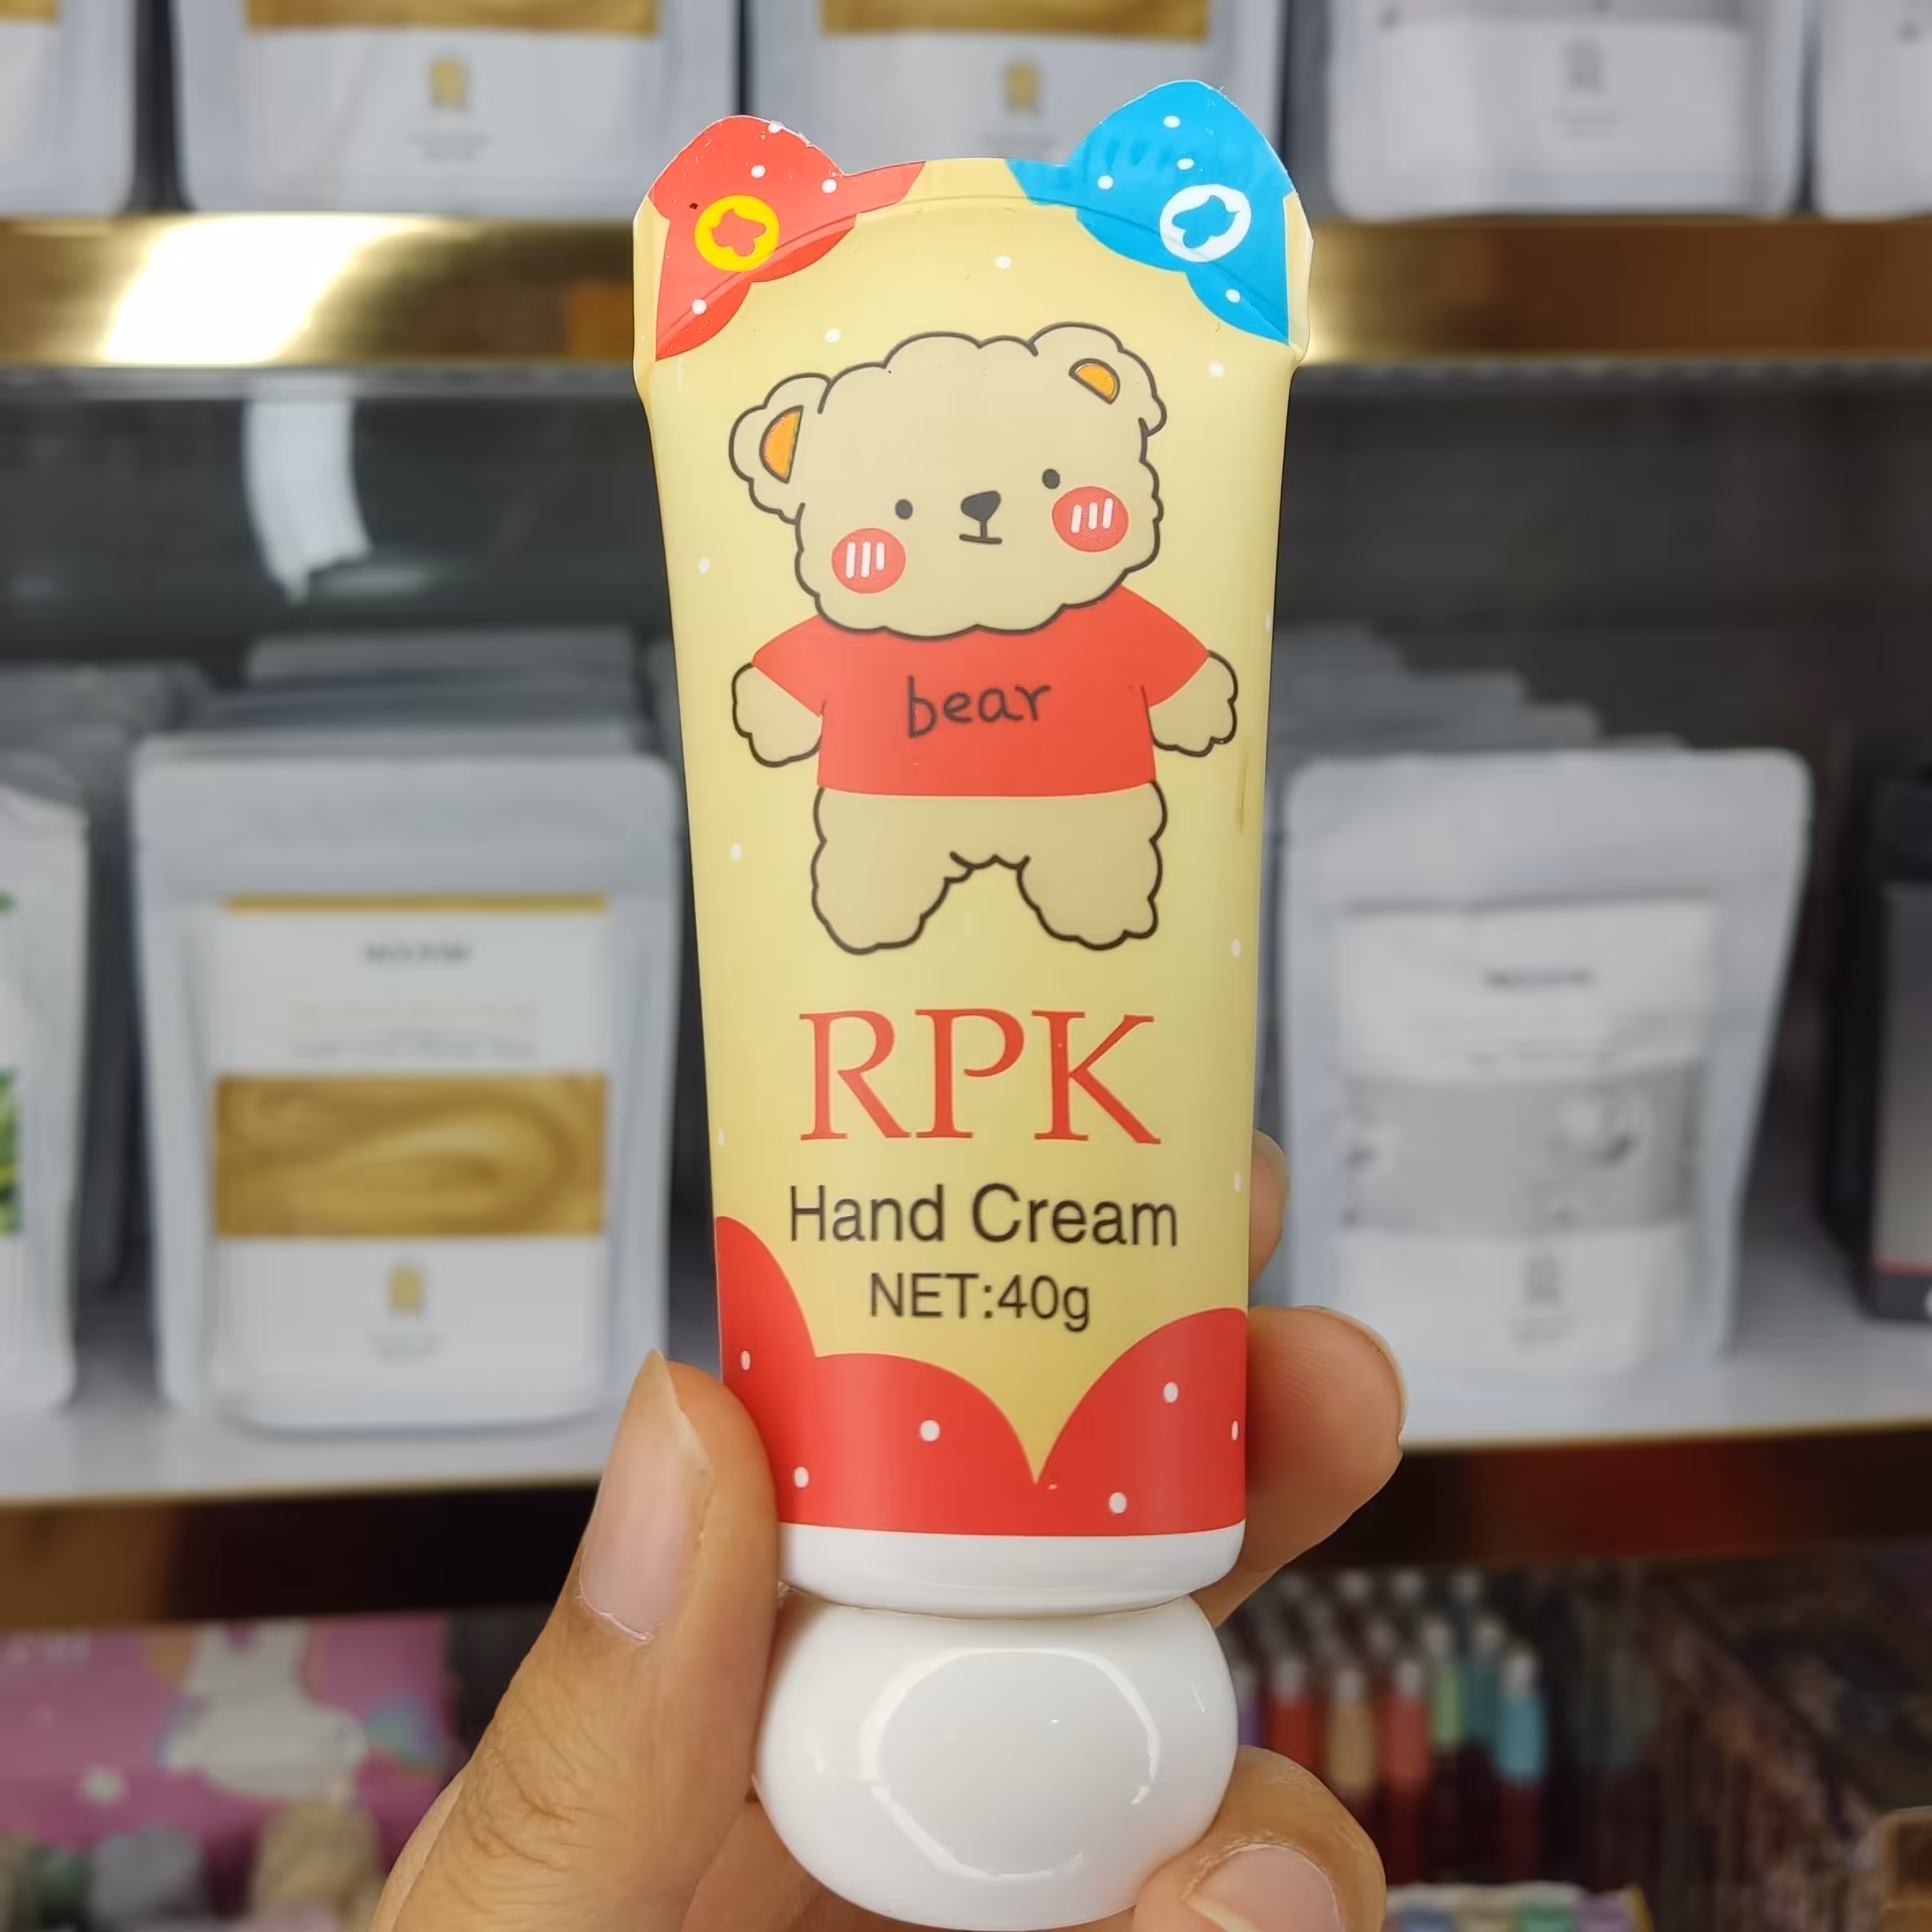 bear
RPK
Hand Cream
NET:40g